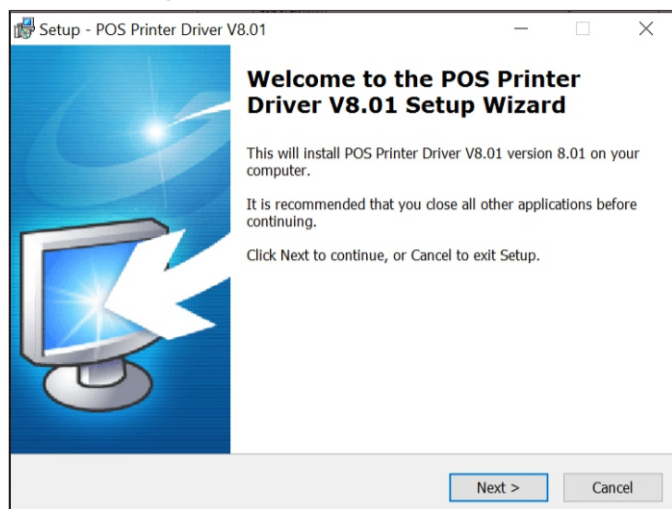 Setup - POS Printer Driver V8.01
Welcome to the POS Printer
Driver V8.01 Setup Wizard
This will install POS Printer Driver V8.01 version 8.01 on your
computer.
It is recommended that you close all other applications before
continuing.
Click Next to continue, or Cancel to exit Setup.
Next >
Cancel